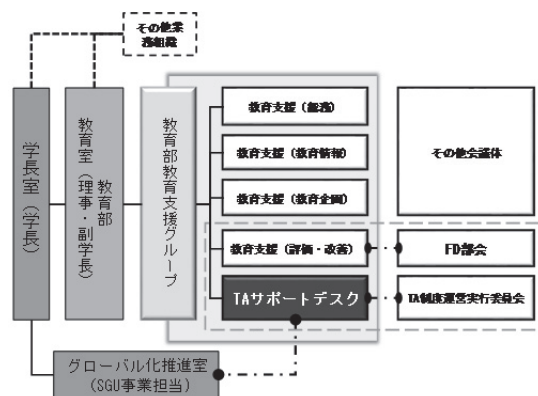 その他業
務組織
学長室(学長)
教育室(理事・副学長)
教育部
教育部教育支援グループ
教育支援(総務)
教育支援(教育情報)
教育支援(教育企画)
教育支援(評価・改善)
TAサポートデスク
その他会議体
FD部会
TA制度運営実行委員会
グローバル化推進室
(SGU事業担当)